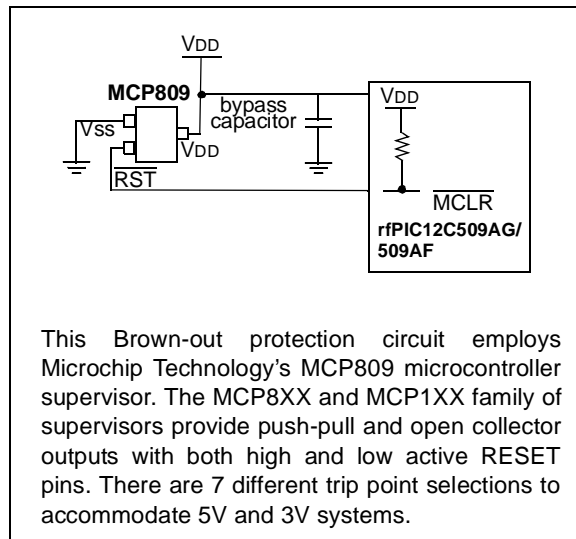 VDD
MCP809
bypass
capacitor
VDD
Vss
VDD
RST
MCLR
rfPIC12C509AG/
509AF
This Brown-out protection circuit employs
Microchip Technology's MCP809 microcontroller
supervisor. The MCP8XX and MCP1XX family of
supervisors provide push-pull and open collector
outputs with both high and low active RESET
pins. There are 7 different trip point selections to
accommodate 5V and 3V systems.